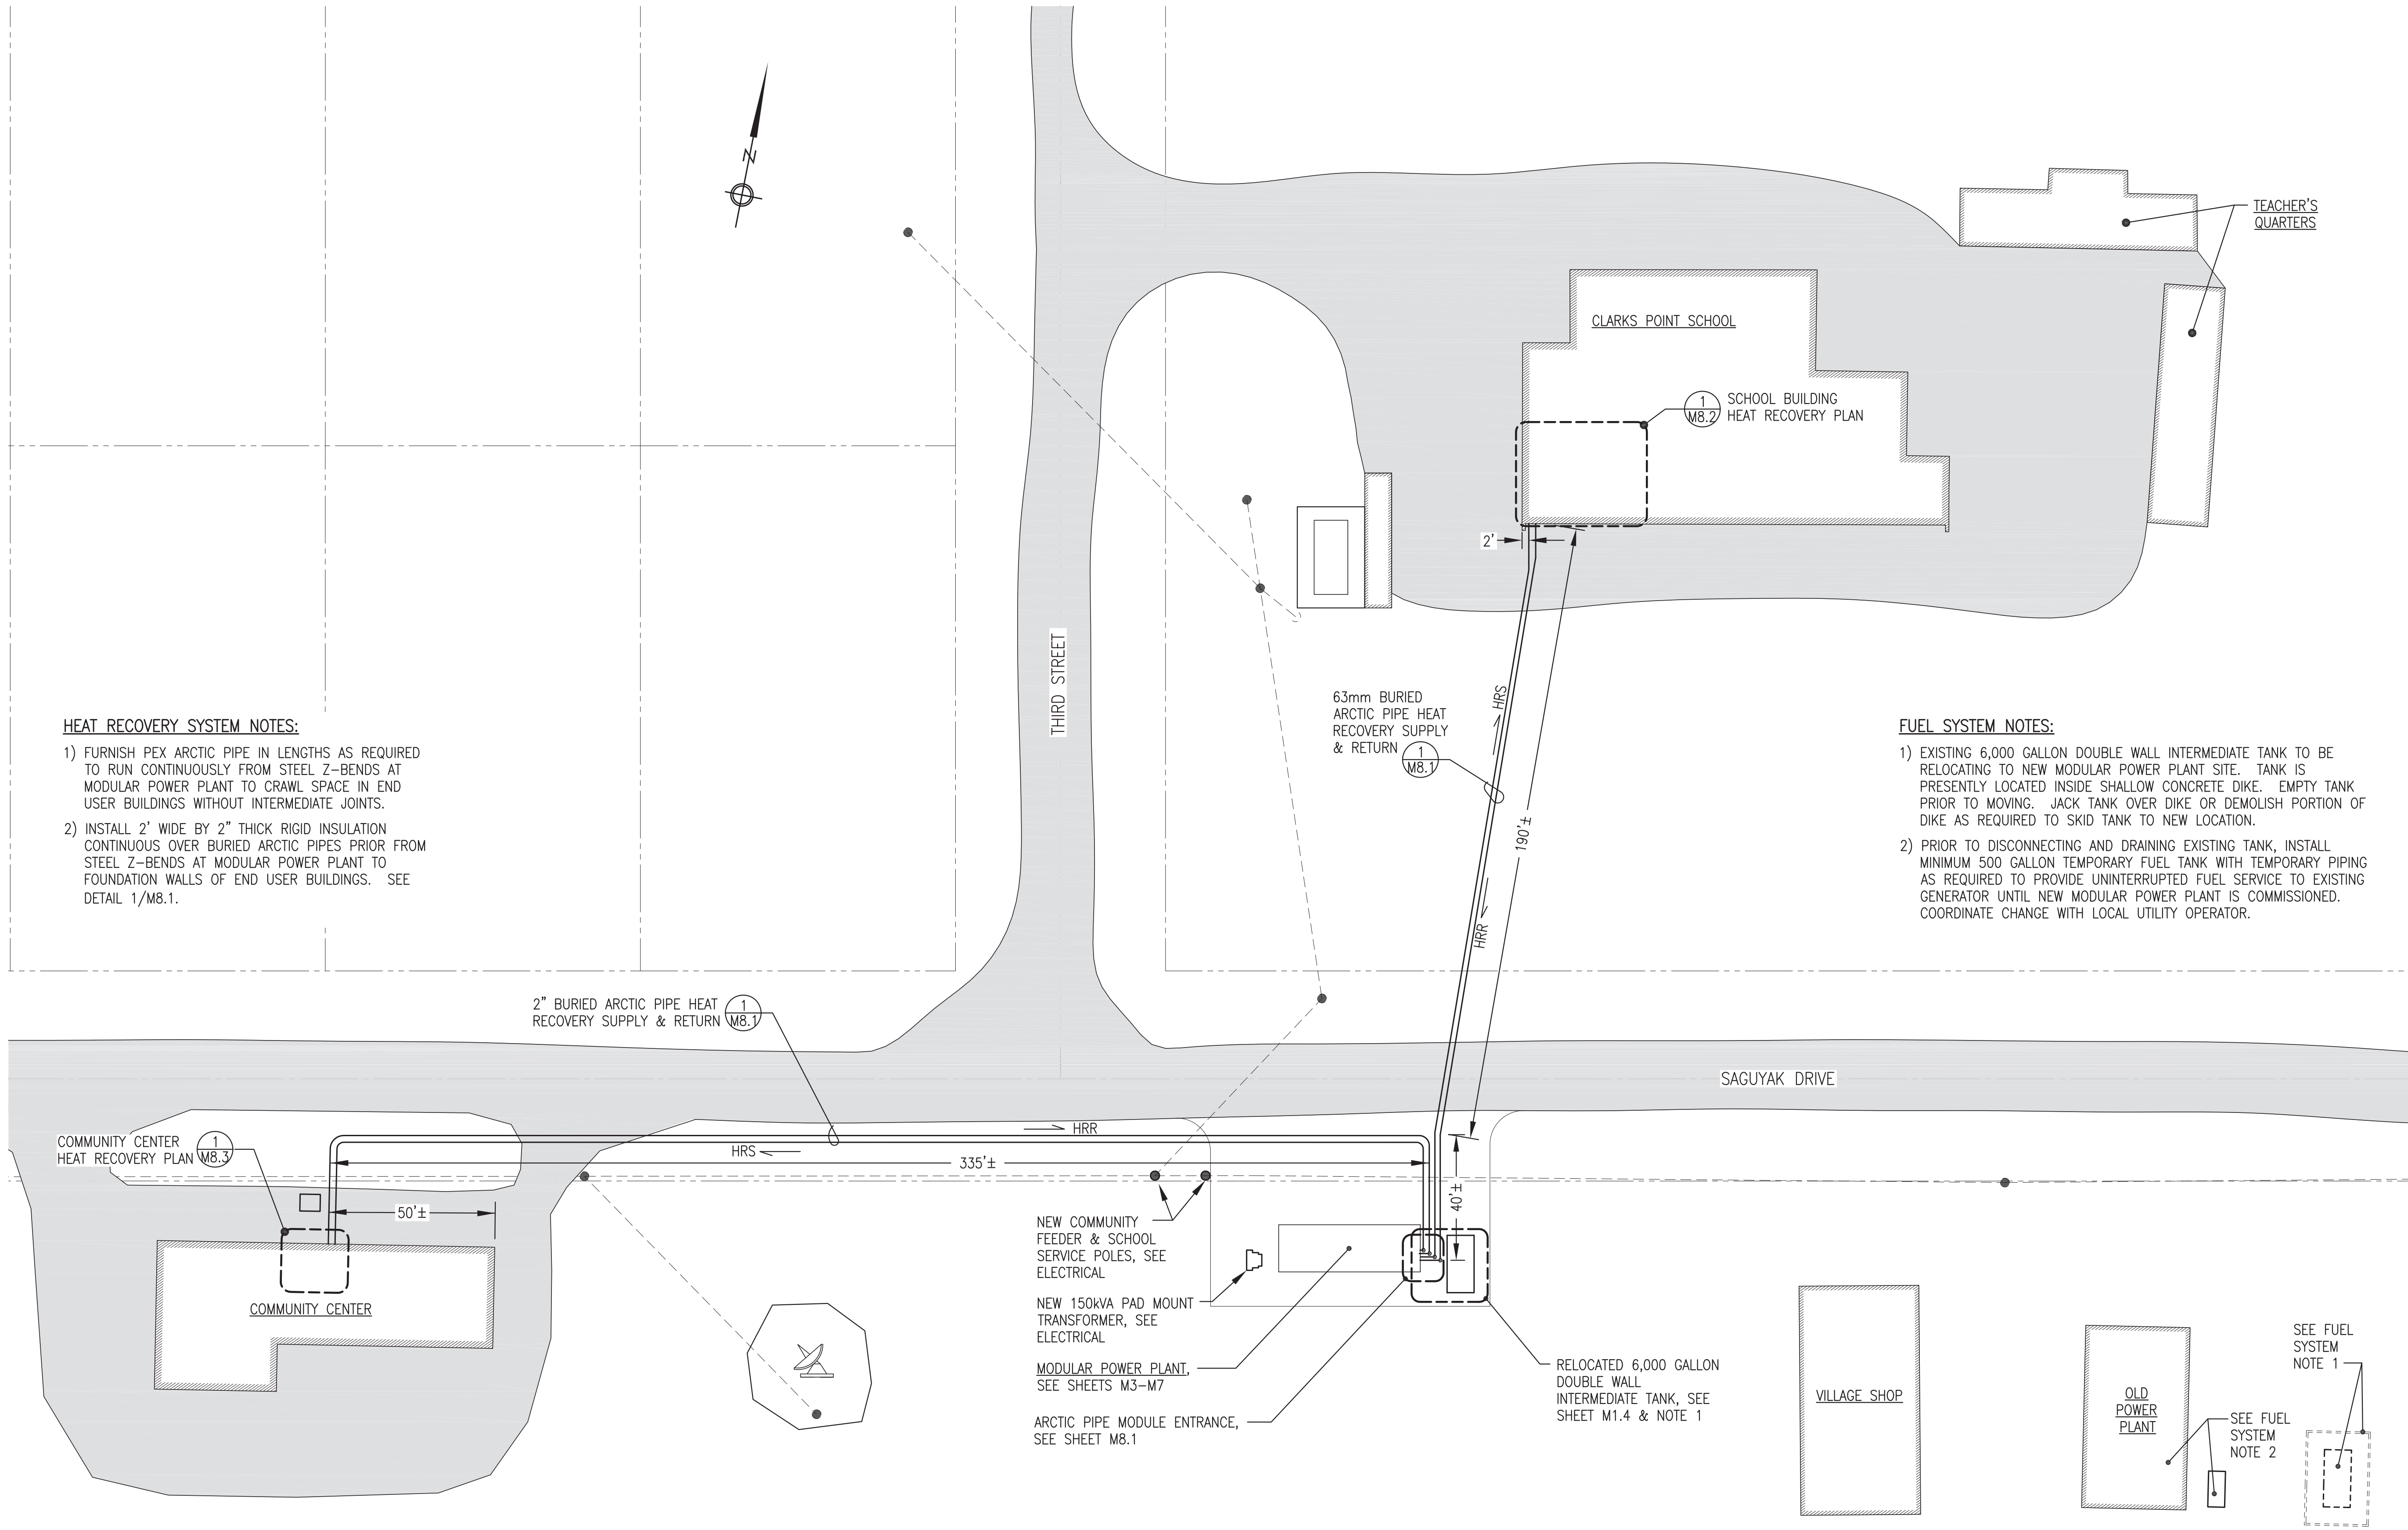 N
TEACHER'S
QUARTERS
CLARKS POINT SCHOOL
1
M8.2
SCHOOL BUILDING
HEAT RECOVERY PLAN
2'
THIRD STREET
63mm BURIED
ARCTIC PIPE HEAT
RECOVERY SUPPLY
& RETURN
1
M8.1
HRS
HRR
190'±
HEAT RECOVERY SYSTEM NOTES:
1) FURNISH PEX ARCTIC PIPE IN LENGTHS AS REQUIRED
TO RUN CONTINUOUSLY FROM STEEL Z-BENDS AT
MODULAR POWER PLANT TO CRAWL SPACE IN END
USER BUILDINGS WITHOUT INTERMEDIATE JOINTS.
2) INSTALL 2' WIDE BY 2" THICK RIGID INSULATION
CONTINUOUS OVER BURIED ARCTIC PIPES PRIOR FROM
STEEL Z-BENDS AT MODULAR POWER PLANT TO
FOUNDATION WALLS OF END USER BUILDINGS. SEE
DETAIL 1/M8.1.
FUEL SYSTEM NOTES:
1) EXISTING 6,000 GALLON DOUBLE WALL INTERMEDIATE TANK TO BE
RELOCATING TO NEW MODULAR POWER PLANT SITE. TANK IS
PRESENTLY LOCATED INSIDE SHALLOW CONCRETE DIKE. EMPTY TANK
PRIOR TO MOVING. JACK TANK OVER DIKE OR DEMOLISH PORTION OF
DIKE AS REQUIRED TO SKID TANK TO NEW LOCATION.
2) PRIOR TO DISCONNECTING AND DRAINING EXISTING TANK, INSTALL
MINIMUM 500 GALLON TEMPORARY FUEL TANK WITH TEMPORARY PIPING
AS REQUIRED TO PROVIDE UNINTERRUPTED FUEL SERVICE TO EXISTING
GENERATOR UNTIL NEW MODULAR POWER PLANT IS COMMISSIONED.
COORDINATE CHANGE WITH LOCAL UTILITY OPERATOR.
2" BURIED ARCTIC PIPE HEAT
RECOVERY SUPPLY & RETURN
1
M8.1
SAGUYAK DRIVE
COMMUNITY CENTER
HEAT RECOVERY PLAN
1
M8.3
HRR
HRS
335'±
50'±
40'±
COMMUNITY CENTER
NEW COMMUNITY
FEEDER & SCHOOL
SERVICE POLES, SEE
ELECTRICAL
NEW 150kVA PAD MOUNT
TRANSFORMER, SEE
ELECTRICAL
MODULAR POWER PLANT,
SEE SHEETS M3-M7
ARCTIC PIPE MODULE ENTRANCE,
SEE SHEET M8.1
RELOCATED 6,000 GALLON
DOUBLE WALL
INTERMEDIATE TANK, SEE
SHEET M1.4 & NOTE 1
VILLAGE SHOP
OLD
POWER
PLANT
SEE FUEL
SYSTEM
NOTE 1
SEE FUEL
SYSTEM
NOTE 2